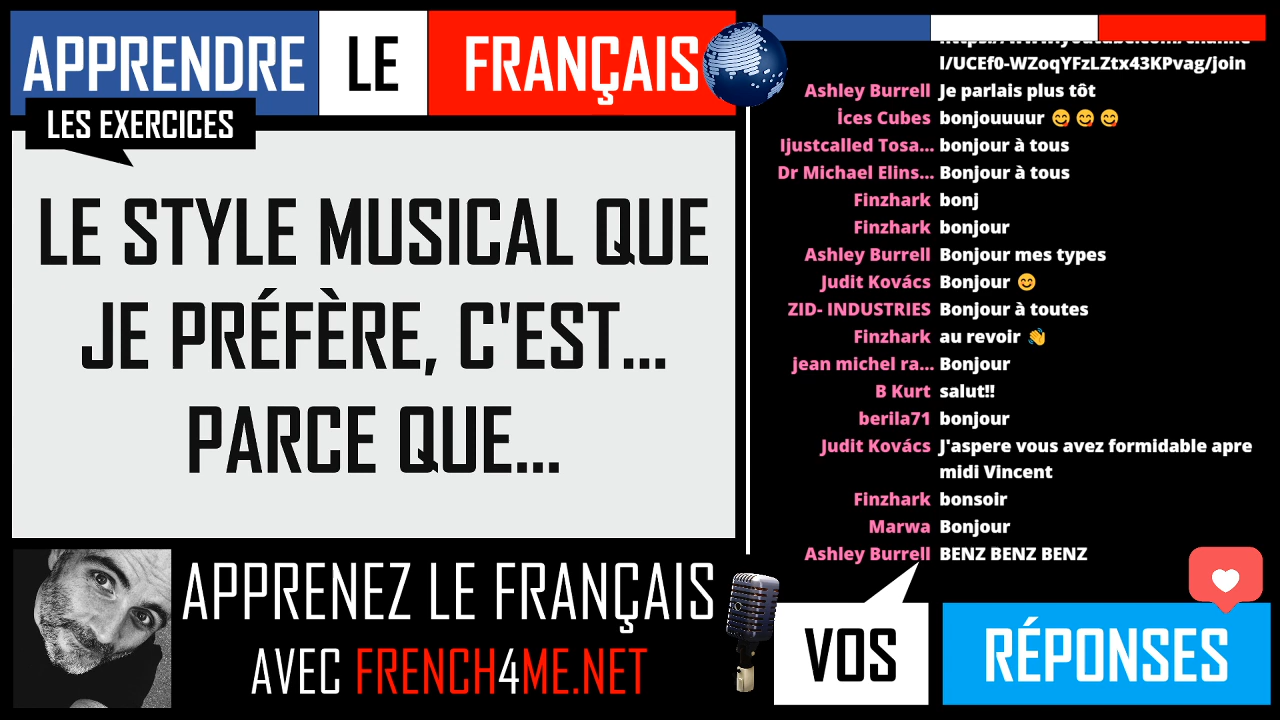 APPRENDRE LE FRANÇAIS
LES EXERCICES
LE STYLE MUSICAL QUE
JE PRÉFÈRE, C'EST...
PARCE QUE...
APPRENEZ LE FRANÇAIS
AVEC FRENCH4ME.NET
l/UCEf0-WZoqYFzLZtx43KPvag/join
Ashley Burrell Je parlais plus tôt
İces Cubes bonjouuuur 😋 😋 😋
Ijustcalled Tosa... bonjour à tous
Dr Michael Elins... Bonjour à tous
Finzhark bonj
Finzhark bonjour
Ashley Burrell Bonjour mes types
Judit Kovács Bonjour 😊
ZID- INDUSTRIES Bonjour à toutes
Finzhark au revoir 👋
jean michel ra... Bonjour
B Kurt salut!!
berila71 bonjour
Judit Kovács J'aspere vous avez formidable apre
midi Vincent
Finzhark bonsoir
Marwa Bonjour
Ashley Burrell BENZ BENZ BENZ
VOS RÉPONSES